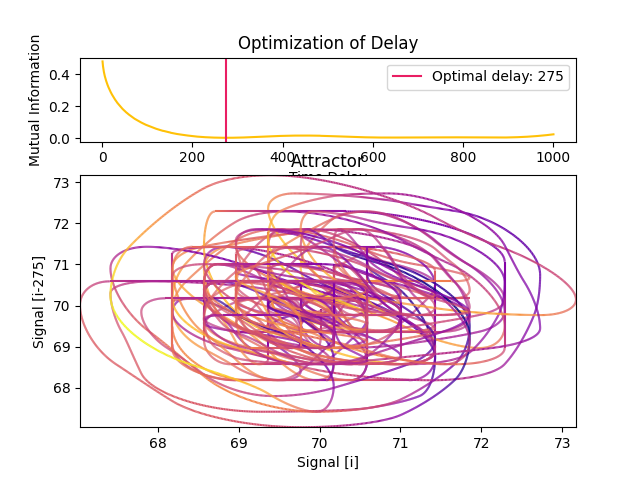 Optimization of Delay
Mutual Information
0.4
0.2
0.0
Optimal delay: 275
0 200 400 600 800 1000
Time Delay
Attractor
Signal [i-275]
73
72
71
70
69
68
68 69 70 71 72 73
Signal [i]